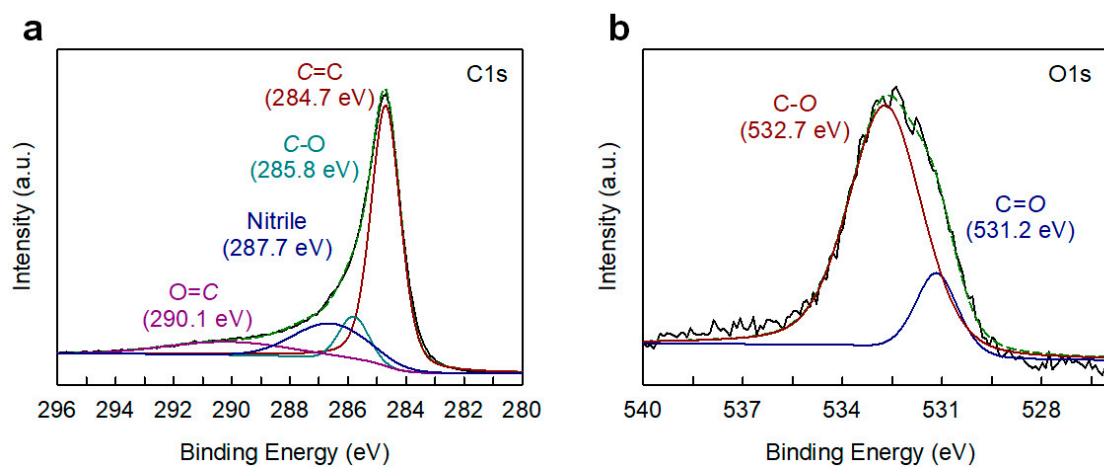 a
C1s
C=C
(284.7 eV)
C-O
(285.8 eV)
Nitrile
(287.7 eV)
O=C
(290.1 eV)
Intensity (a.u.)
296 294 292 290 288 286 284 282 280
Binding Energy (eV)
b
O1s
C-O
(532.7 eV)
C=O
(531.2 eV)
Intensity (a.u.)
540 537 534 531 528
Binding Energy (eV)